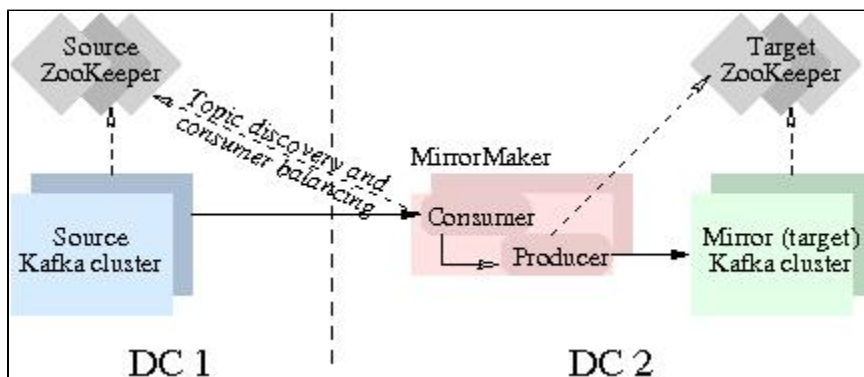 Source
ZooKeeper
Target
ZooKeeper
Topic discovery and
consumer balancing
MirrorMaker
Consumer
Producer
Source
Kafka cluster
Mirror (target)
Kafka cluster
DC 1
DC 2